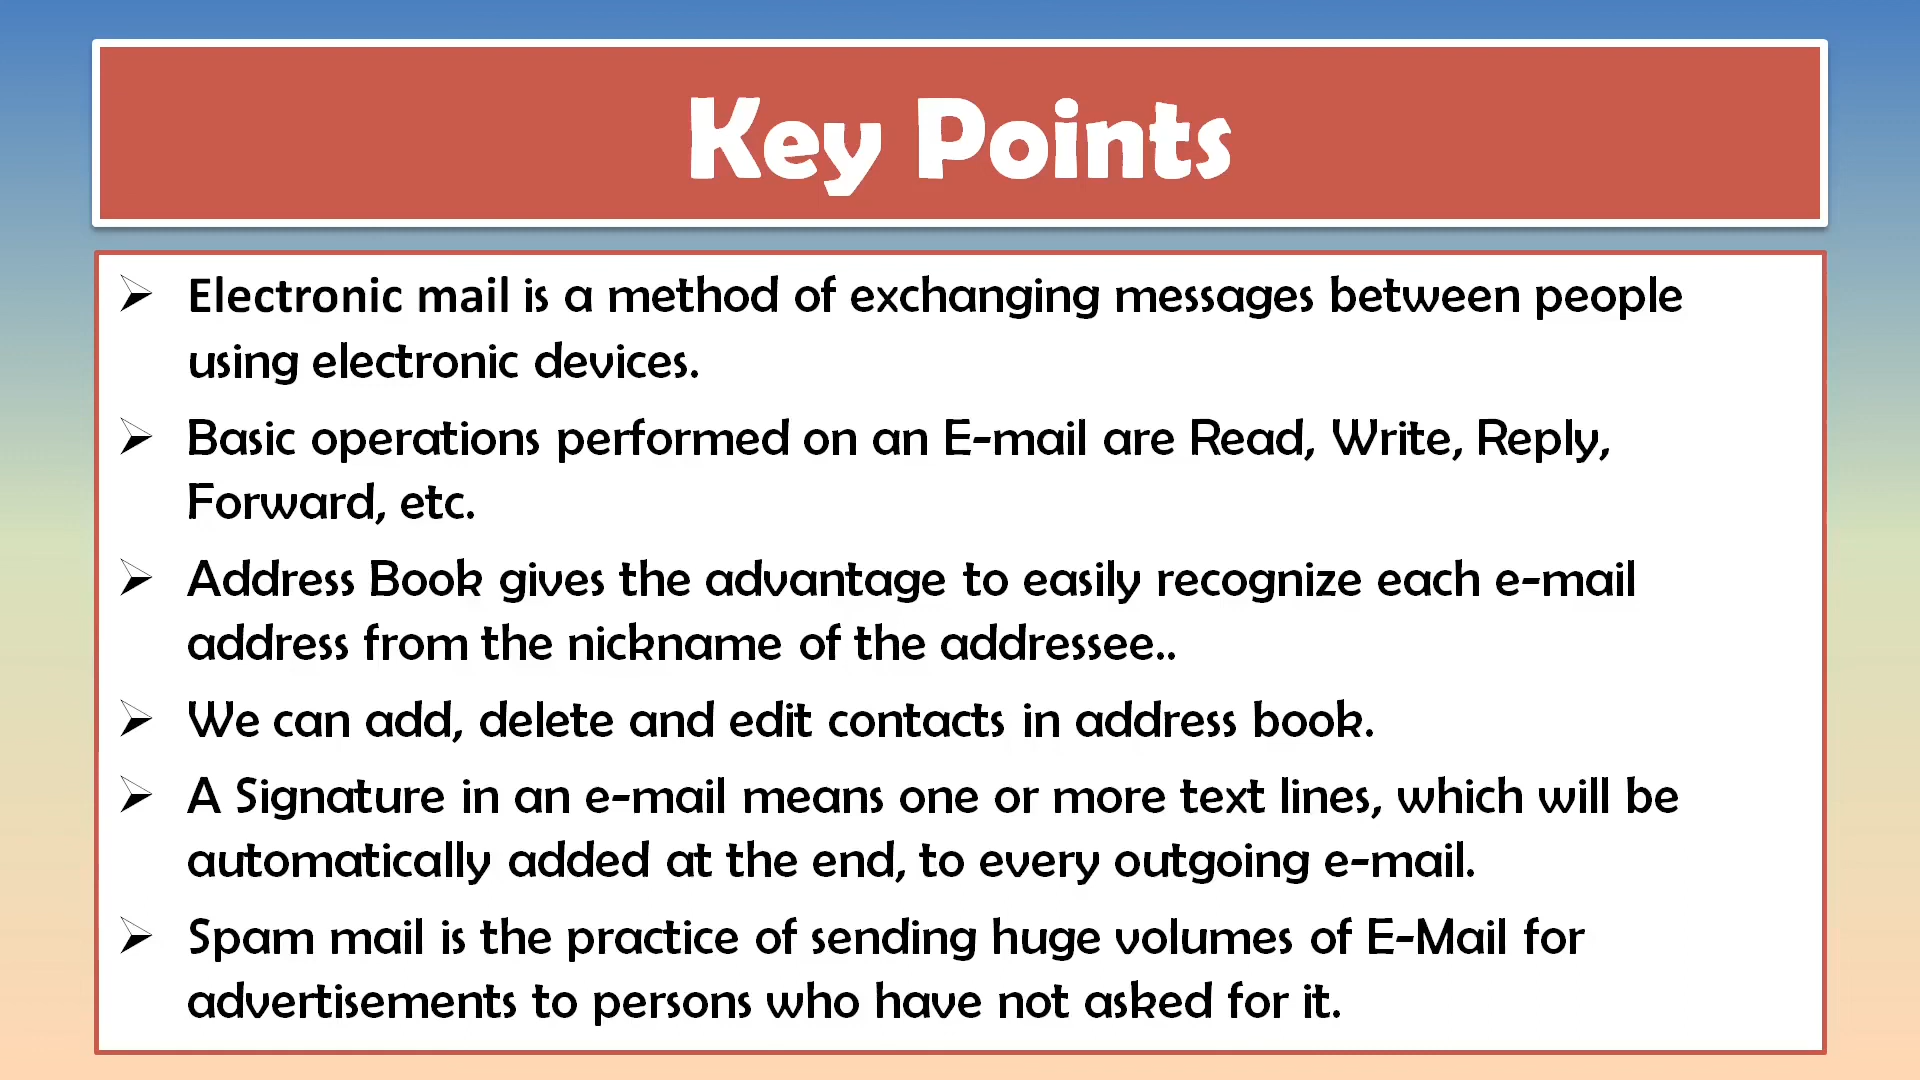 Key Points
Electronic mail is a method of exchanging messages between people
using electronic devices.
Basic operations performed on an E-mail are Read, Write, Reply,
Forward, etc.
Address Book gives the advantage to easily recognize each e-mail
address from the nickname of the addressee..
We can add, delete and edit contacts in address book.
A Signature in an e-mail means one or more text lines, which will be
automatically added at the end, to every outgoing e-mail.
Spam mail is the practice of sending huge volumes of E-Mail for
advertisements to persons who have not asked for it.